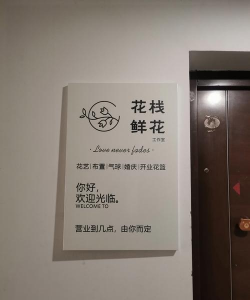 花栈
鲜花
工作室
·Love never fades·
花艺|布置|气球|婚庆|开业花篮
你好，
欢迎光临。
WELCOME TO
营业到几点，由你而定